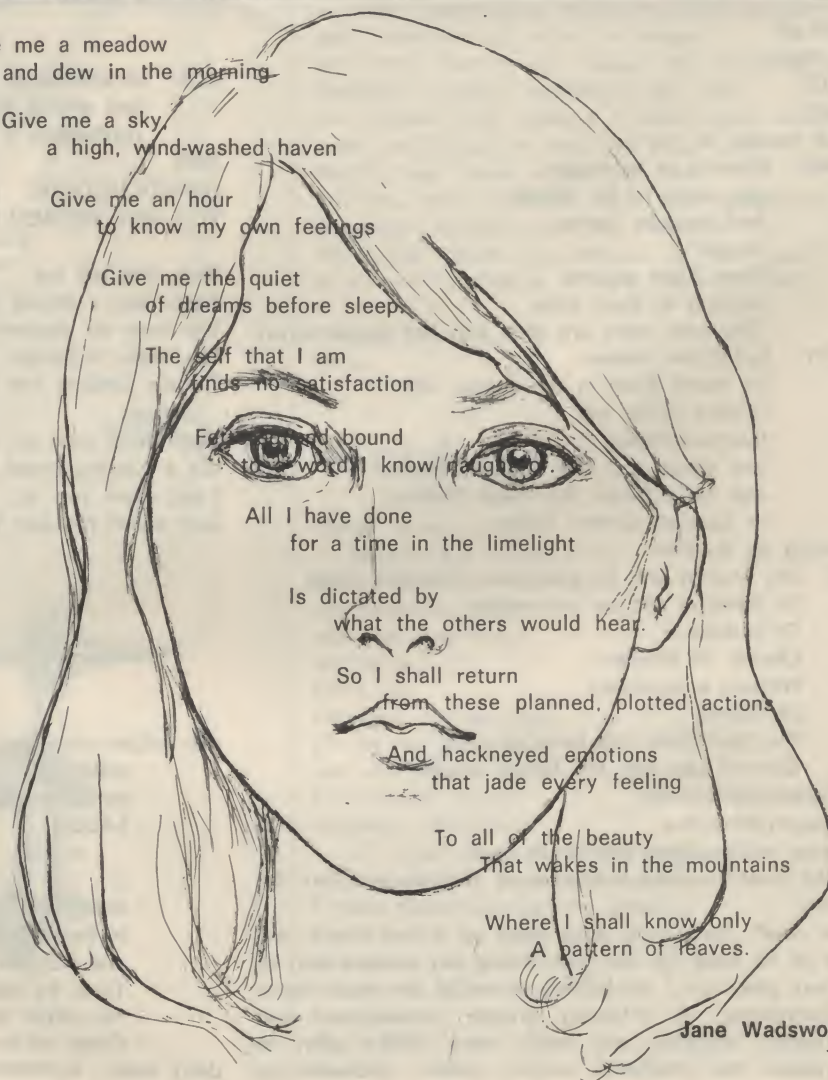 me a meadow
and dew in the morning
Give me a sky,
a high, wind-washed haven
Give me an hour
to know my own feelings
Give me the quiet
of dreams before sleep.
The self that I am
finds no satisfaction
and bound
to a word I know naught of.
All I have done
for a time in the limelight
Is dictated by
what the others would hear.
So I shall return
from these planned, plotted actions
And hackneyed emotions
that jade every feeling
To all of the beauty
That wakes in the mountains
Where I shall know only
A pattern of leaves.
Jane Wadswo